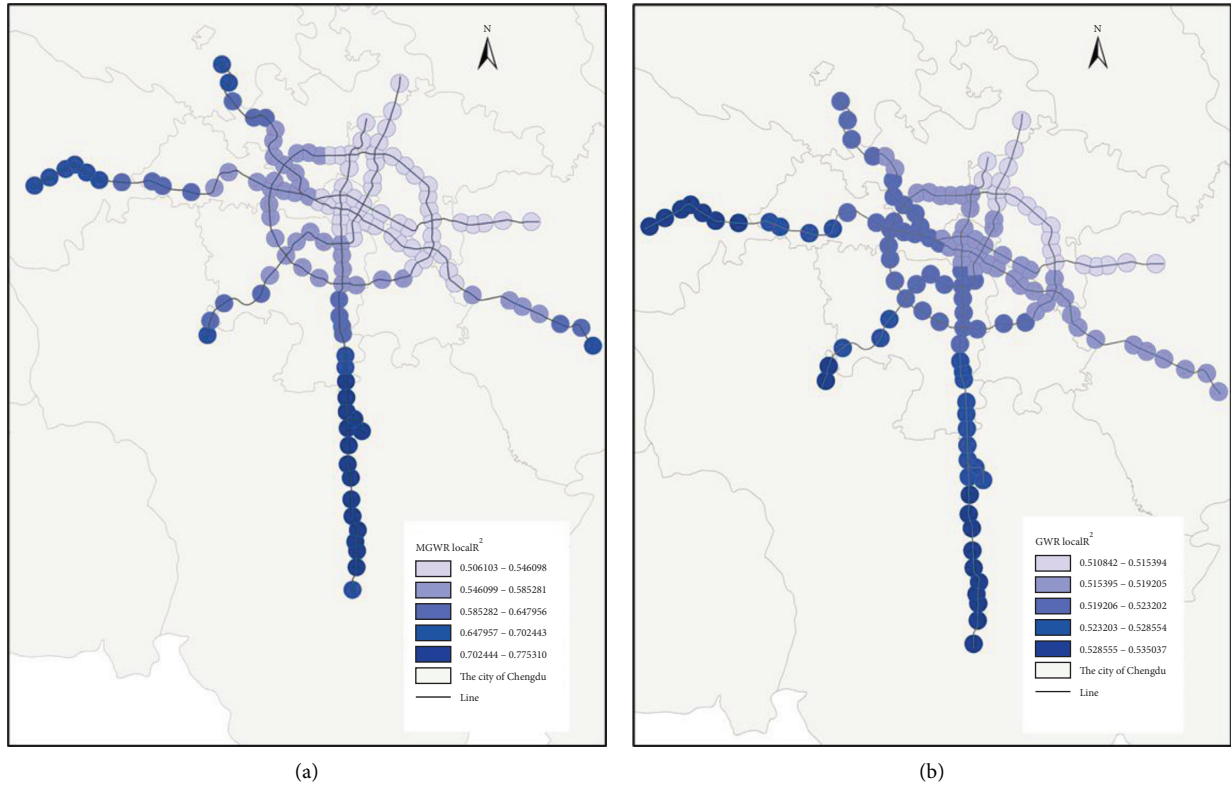 N
MGWR localR²
0.506103 – 0.546098
0.546099 – 0.585281
0.585282 – 0.647956
0.647957 – 0.702443
0.702444 – 0.775310
The city of Chengdu
Line
(a)
N
GWR localR²
0.510842 – 0.515394
0.515395 – 0.519205
0.519206 – 0.523202
0.523203 – 0.528554
0.528555 – 0.535037
The city of Chengdu
Line
(b)